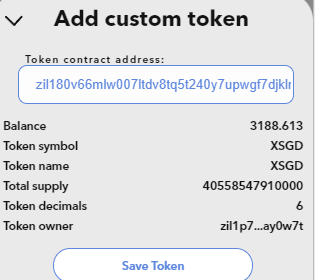 Add custom token
Token contract address:
zil180v66mlw007ltdv8tq5t240y7upwgf7djklr
Balance 3188.613
Token symbol XSGD
Token name XSGD
Total supply 40558547910000
Token decimals 6
Token owner zil1p7...ay0w7t
Save Token